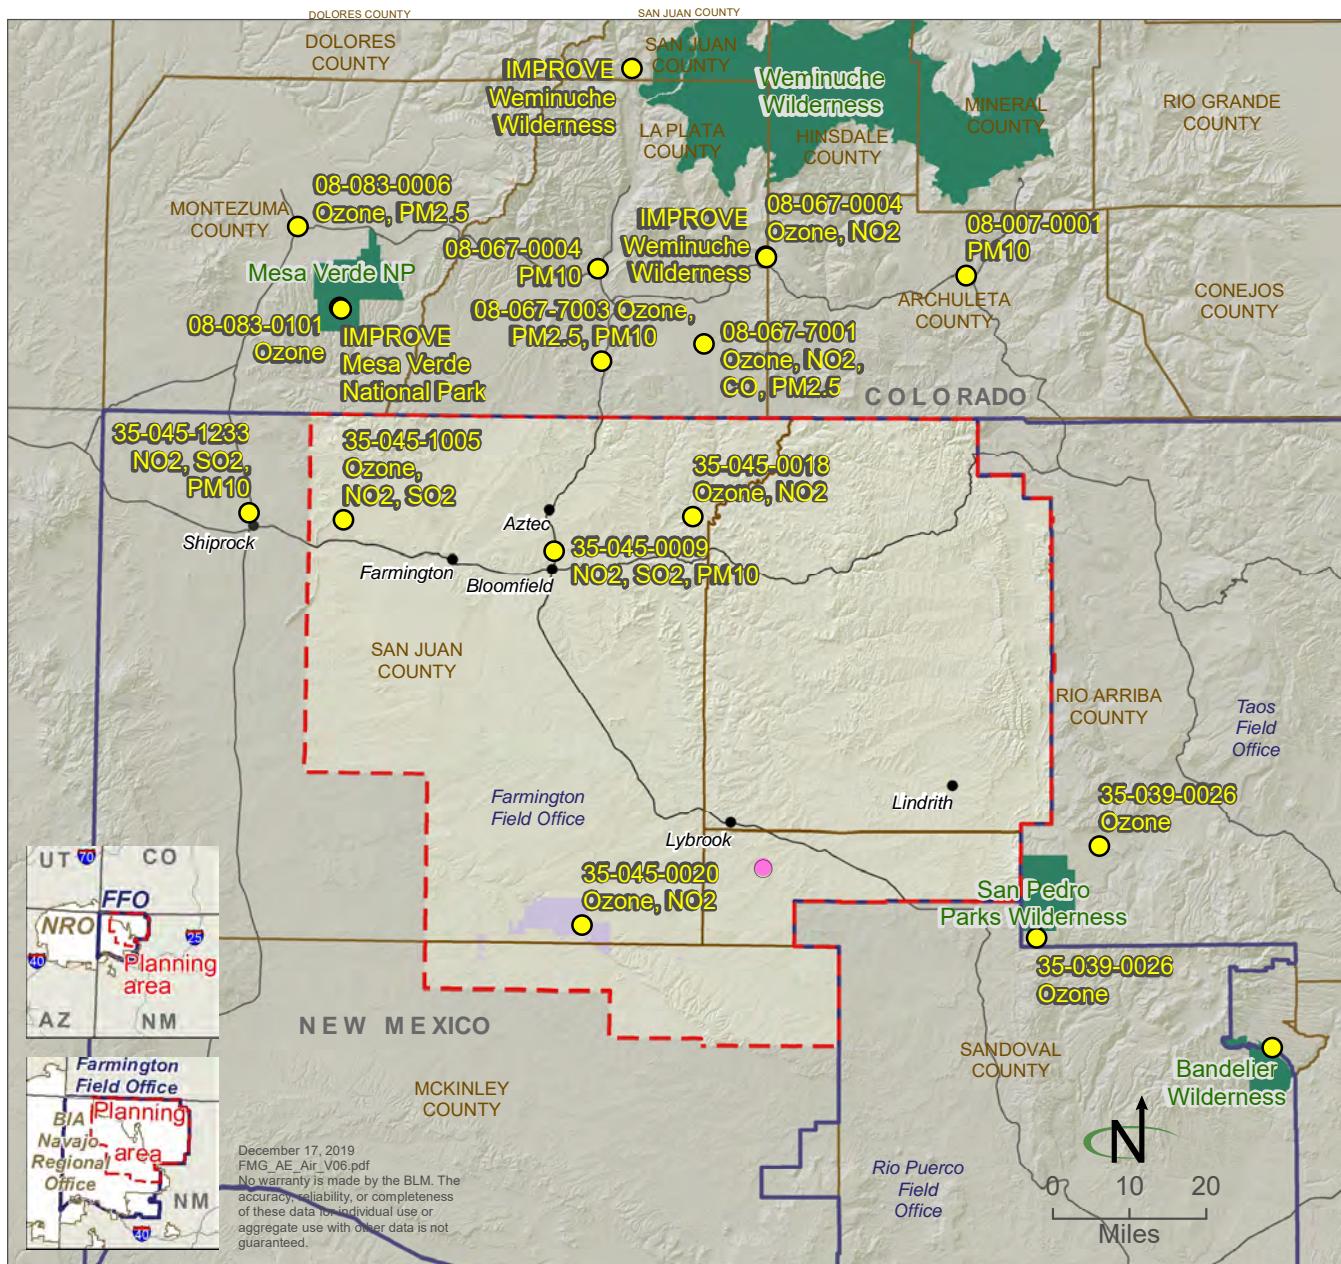 DOLORES COUNTY
SAN JUAN COUNTY
DOLORES
COUNTY
SAN JUAN
COUNTY
IMPROVE
Weminuche
Wilderness
Weminuche
Wilderness
MINERAL
COUNTY
RIO GRANDE
COUNTY
LA PLATA
COUNTY
HINSDALE
COUNTY
08-083-0006
Ozone, PM2.5
MONTEZUMA
COUNTY
IMPROVE
Weminuche
Wilderness
08-067-0004
Ozone, NO2
08-007-0001
PM10
08-067-0004
PM10
Mesa Verde NP
CONEJOS
COUNTY
ARCHULETA
COUNTY
08-083-0101
Ozone
IMPROVE
Mesa Verde
National Park
08-067-7003 Ozone,
PM2.5, PM10
08-067-7001
Ozone, NO2,
CO, PM2.5
COLORADO
35-045-1233
NO2, SO2,
PM10
35-045-1005
Ozone,
NO2, SO2
35-045-0018
Ozone, NO2
Aztec
Shiprock
35-045-0009
NO2, SO2, PM10
Farmington
Bloomfield
SAN JUAN
COUNTY
RIO ARRIBA
COUNTY
Taos
Field
Office
Farmington
Field Office
Lindrith
35-039-0026
Ozone
Lybrook
35-045-0020
Ozone, NO2
San Pedro
Parks Wilderness
35-039-0026
Ozone
UT
70
CO
FFO
NRO
25
40
Planning
area
AZ
NM
NEW MEXICO
SANDOVAL
COUNTY
Bandelier
Wilderness
MCKINLEY
COUNTY
Farmington
Field Office
Planning
area
BIA
Navajo
Regional
Office
NM
40
December 17, 2019
FMG_AE_Air_V06.pdf
No warranty is made by the BLM. The
accuracy, reliability, or completeness
of these data for individual use or
aggregate use with other data is not
guaranteed.
Rio Puerco
Field
Office
N
0 10 20
Miles